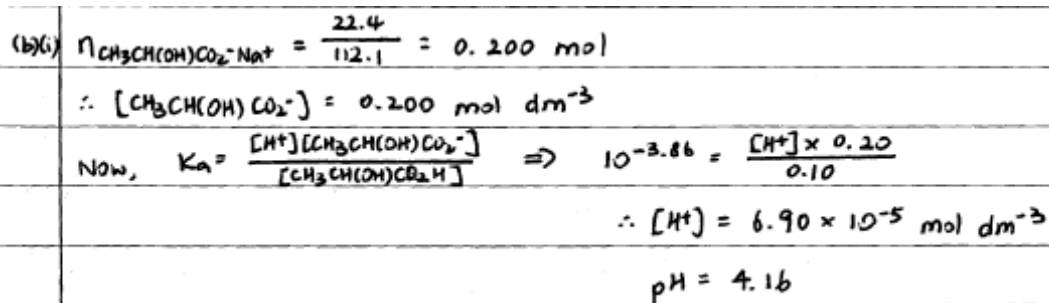 (b)(i) n CH3CH(OH)CO2⁻Na⁺ = 22.4/112.1 = 0.200 mol
∴ [CH3CH(OH)CO2⁻] = 0.200 mol dm⁻³
Now, Ka = [H⁺][CH3CH(OH)CO2⁻]/[CH3CH(OH)CO2H] ⇒ 10⁻³·⁸⁶ = [H⁺] × 0.20/0.10
∴ [H⁺] = 6.90 × 10⁻⁵ mol dm⁻³
pH = 4.16